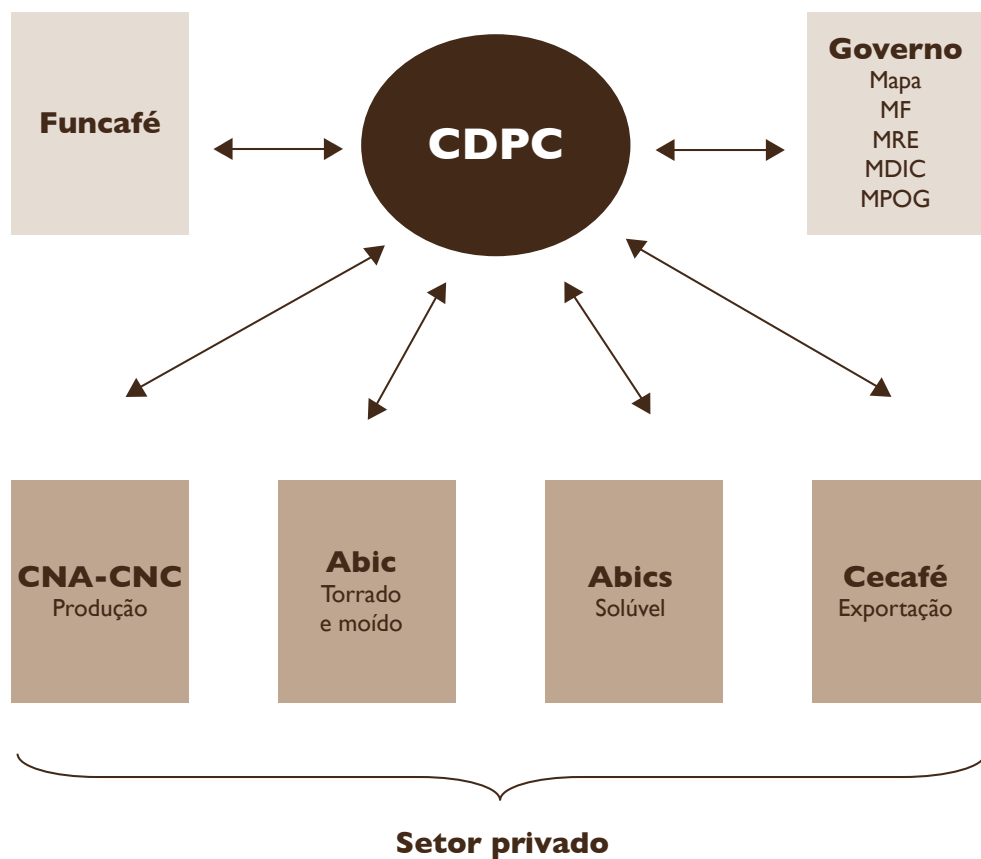 Funcafé
CDPC
Governo
Mapa
MF
MRE
MDIC
MPOG
CNA-CNC
Produção
Abic
Torrado
e moído
Abics
Solúvel
Cecafé
Exportação
Setor privado